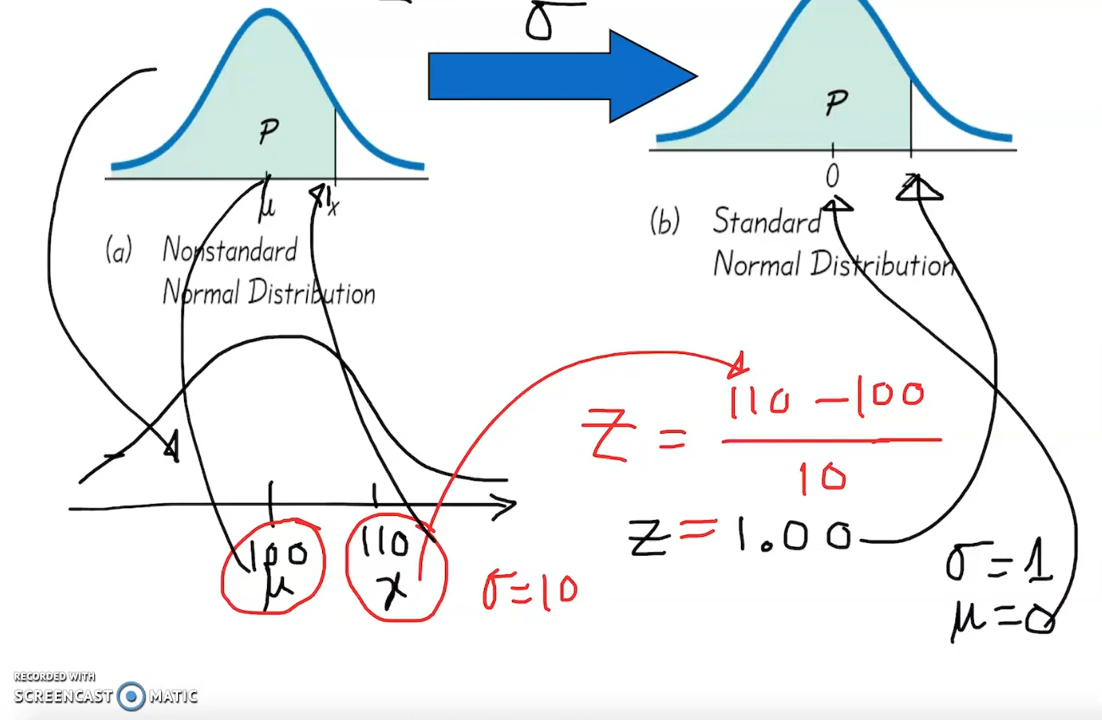 σ
P
μ
x
(a) Nonstandard
Normal Distribution
P
0
z
(b) Standard
Normal Distribution
100
μ
110
x
σ=10
Z = 110 - 100
10
z = 1.00
σ=1
μ=0
RECORDED WITH
SCREENCAST MATIC